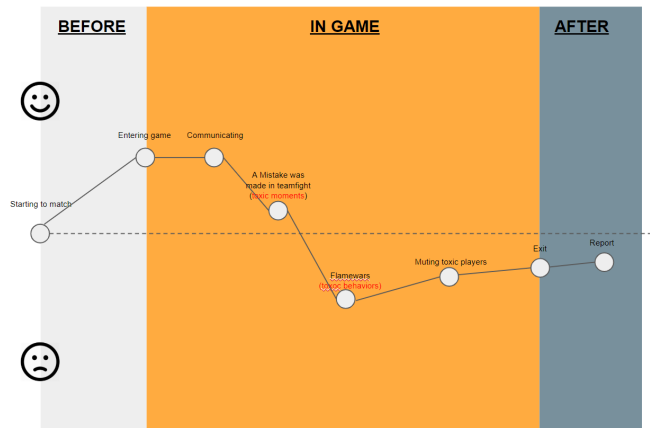 BEFORE
IN GAME
AFTER
Entering game
Communicating
A Mistake was
made in teamfight
(toxic moments)
Starting to match
Report
Exit
Muting toxic players
Flamewars
(toxoc behaviors)